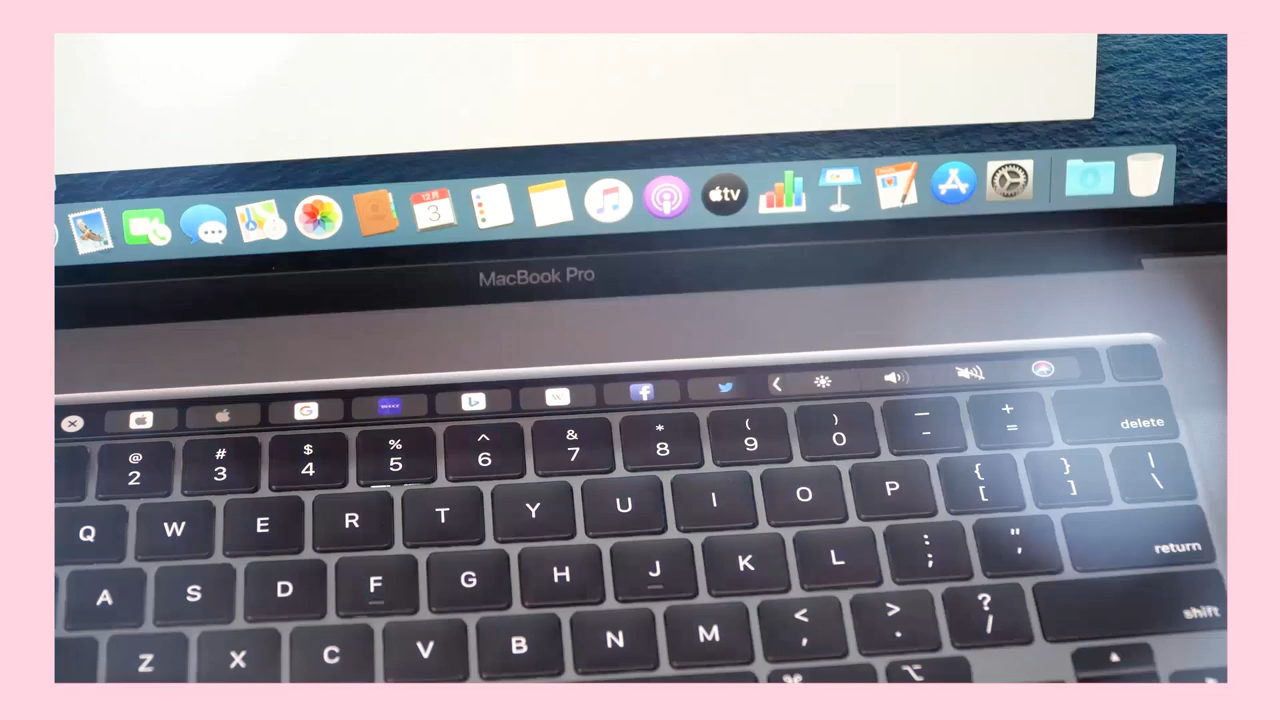 12月
3
tv
MacBook Pro
G
YAHOO!
W
f
@ # $ % ^ & * ( ) — +
2 3 4 5 6 7 8 9 0 - = delete
Q W E R T Y U I O P { [ } ] | \
A S D F G H J K L : ; " ' return
Z X C V B N M < , > . ? / shift
⌘ ⌥